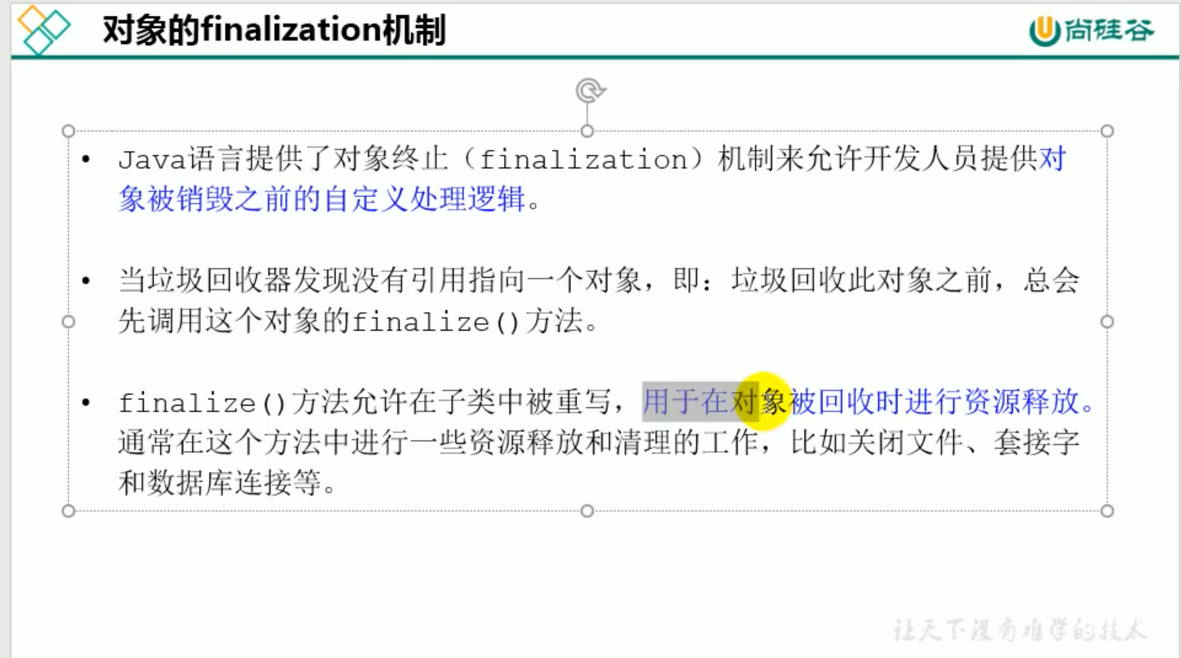 对象的finalization机制
尚硅谷
• Java语言提供了对象终止（finalization）机制来允许开发人员提供对
象被销毁之前的自定义处理逻辑。
• 当垃圾回收器发现没有引用指向一个对象，即：垃圾回收此对象之前，总会
先调用这个对象的finalize()方法。
• finalize()方法允许在子类中被重写，用于在对象被回收时进行资源释放。
通常在这个方法中进行一些资源释放和清理的工作，比如关闭文件、套接字
和数据库连接等。
让天下没有难学的技术